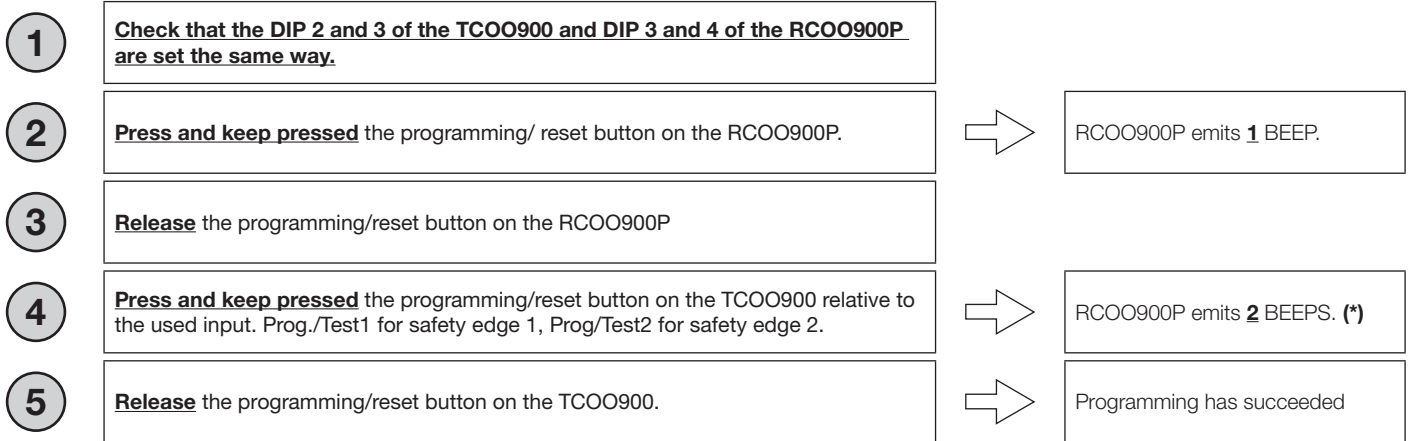 1
Check that the DIP 2 and 3 of the TCOO900 and DIP 3 and 4 of the RCOO900P
are set the same way.
2
Press and keep pressed the programming/ reset button on the RCOO900P.
RCOO900P emits 1 BEEP.
3
Release the programming/reset button on the RCOO900P
4
Press and keep pressed the programming/reset button on the TCOO900 relative to
the used input. Prog./Test1 for safety edge 1, Prog/Test2 for safety edge 2.
RCOO900P emits 2 BEEPS. (*)
5
Release the programming/reset button on the TCOO900.
Programming has succeeded